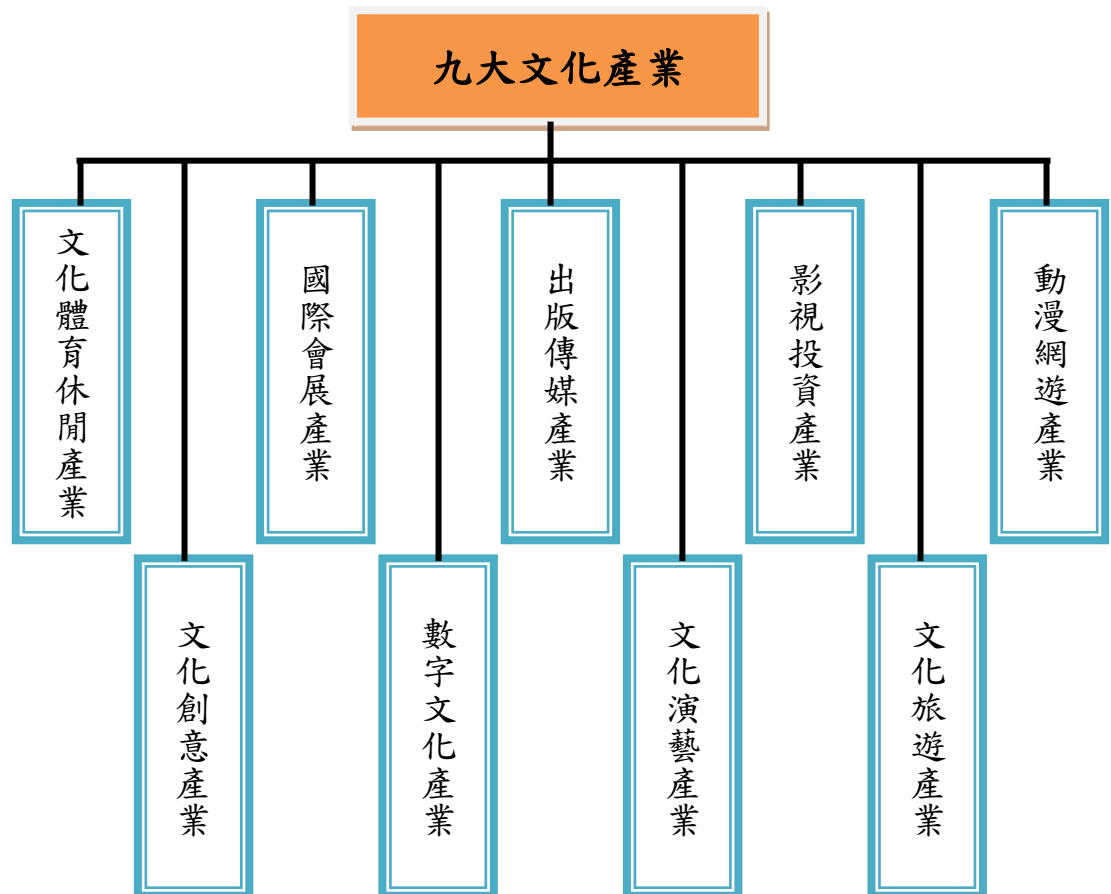 九大文化產業
文化體育休閒產業
國際會展產業
出版傳媒產業
影視投資產業
動漫網遊產業
文化創意產業
數字文化產業
文化演藝產業
文化旅遊產業